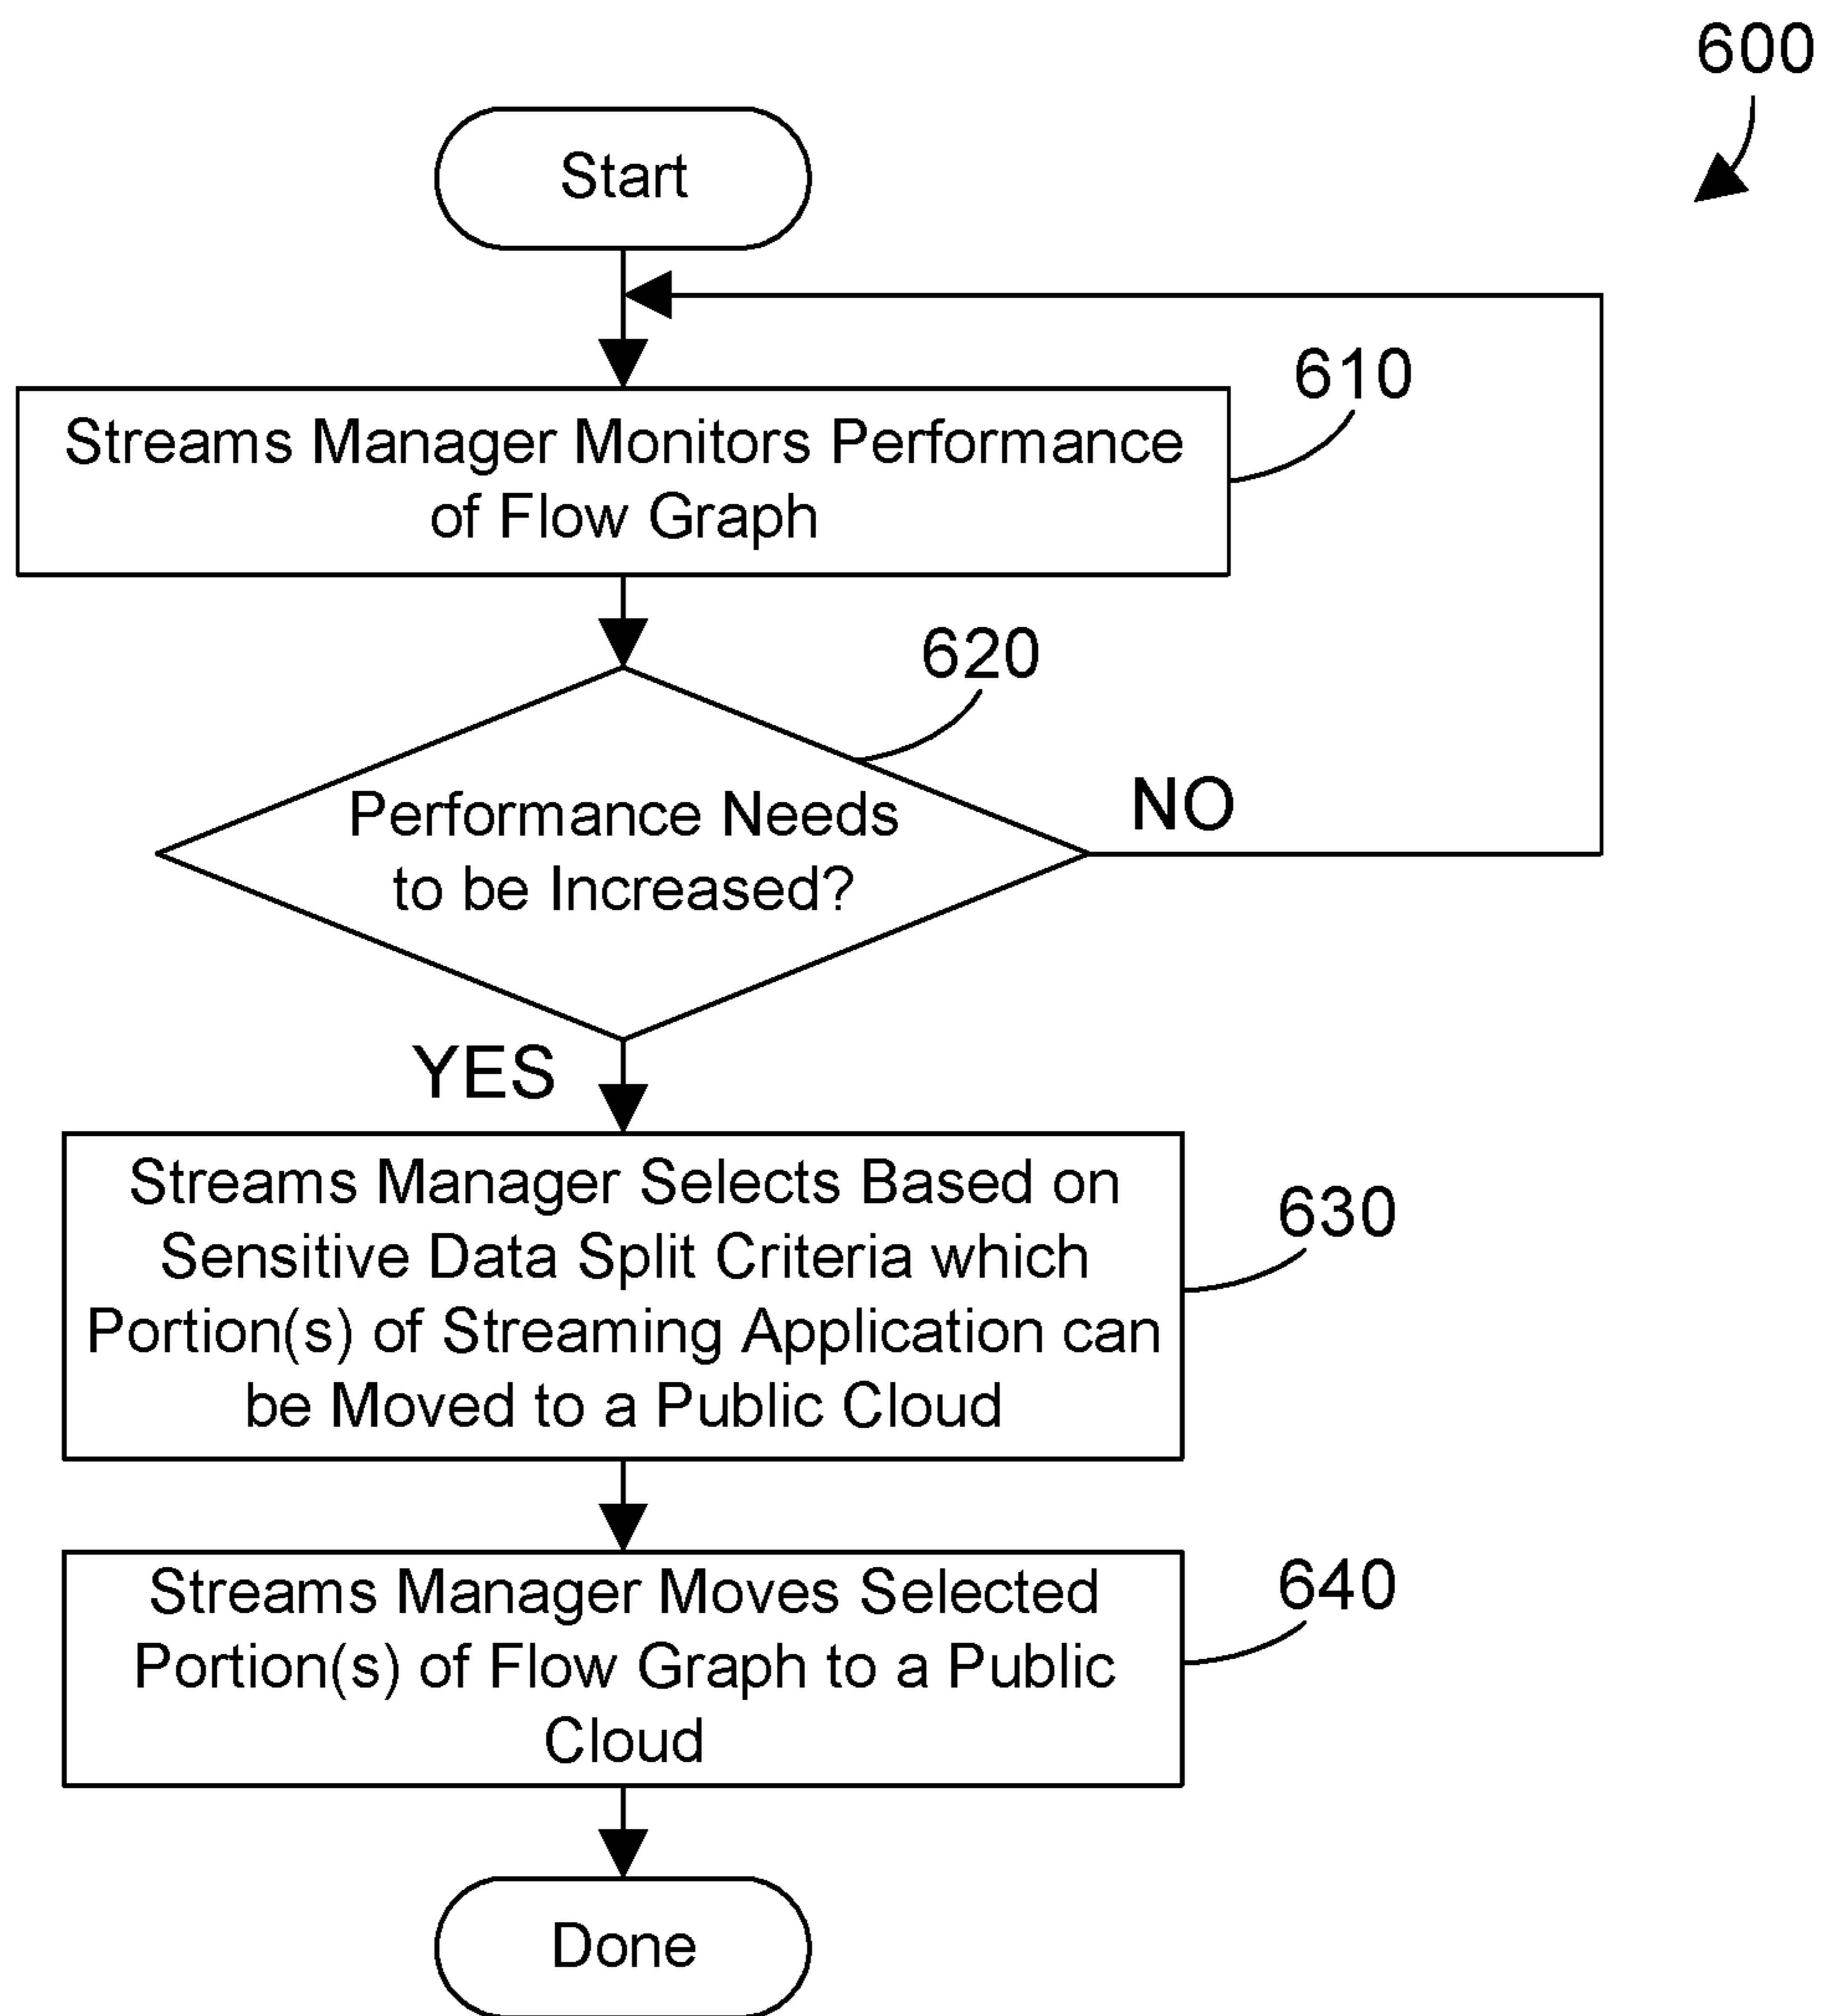 600
Start
610
Streams Manager Monitors Performance
of Flow Graph
620
Performance Needs
to be Increased?
NO
YES
Streams Manager Selects Based on
Sensitive Data Split Criteria which
Portion(s) of Streaming Application can
be Moved to a Public Cloud
630
Streams Manager Moves Selected
Portion(s) of Flow Graph to a Public
Cloud
640
Done